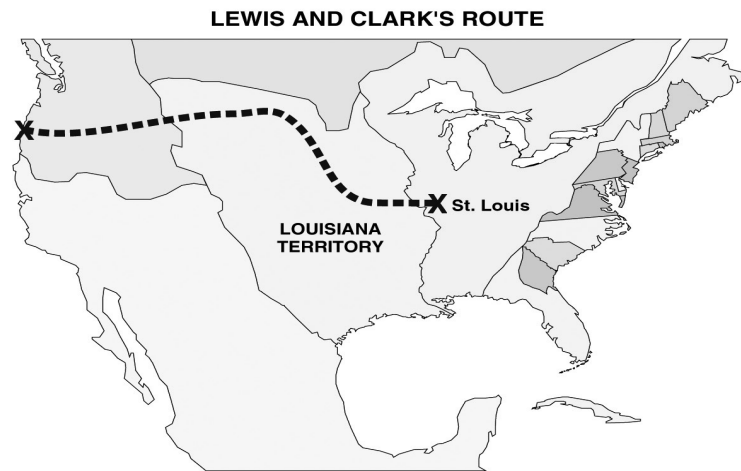 LEWIS AND CLARK'S ROUTE
X
X St. Louis
LOUISIANA
TERRITORY